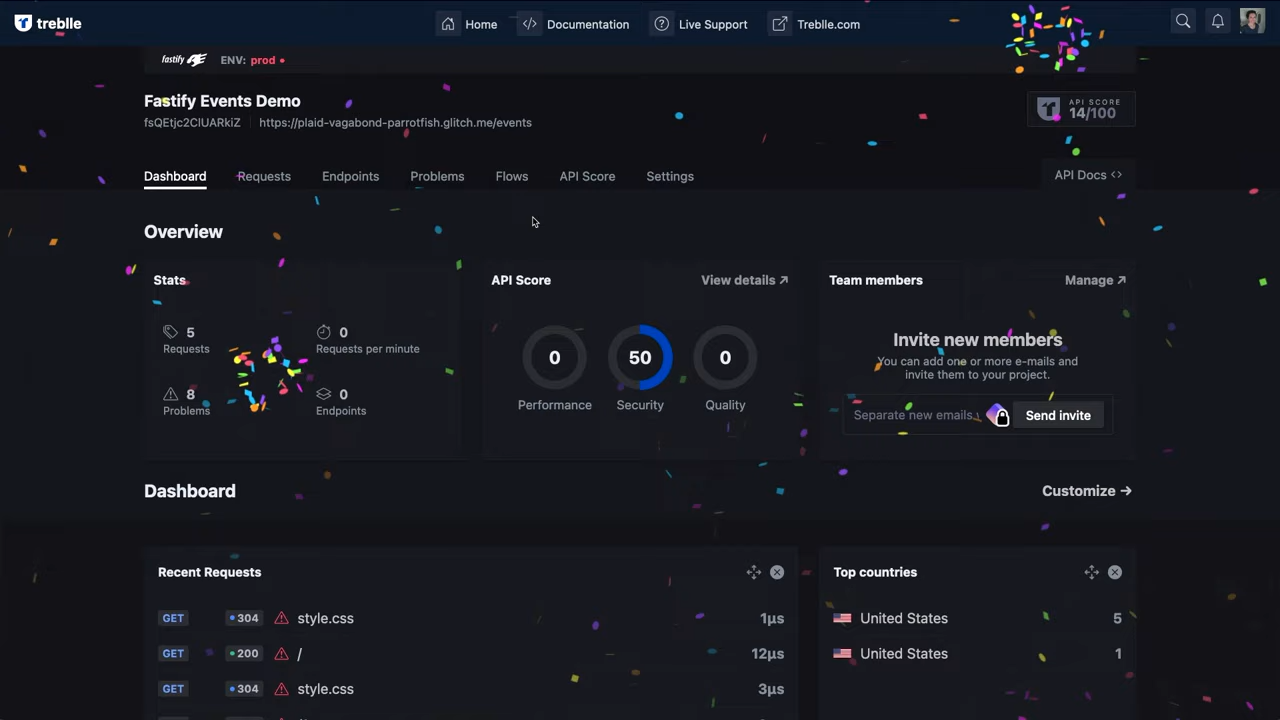 treblle
Home
Documentation
Live Support
Treblle.com
fastify
ENV: prod
Fastify Events Demo
API SCORE
14/100
fsQEtjc2ClUARkiZ
https://plaid-vagabond-parrotfish.glitch.me/events
Dashboard
Requests
Endpoints
Problems
Flows
API Score
Settings
API Docs <>
Overview
Stats
5
Requests
0
Requests per minute
8
Problems
0
Endpoints
API Score
View details ↗
0
50
0
Performance
Security
Quality
Team members
Manage ↗
Invite new members
You can add one or more e-mails and
invite them to your project.
Separate new emails
Send invite
Dashboard
Customize →
Recent Requests
GET 304 style.css 1µs
GET 200 / 12µs
GET 304 style.css 3µs
Top countries
United States 5
United States 1